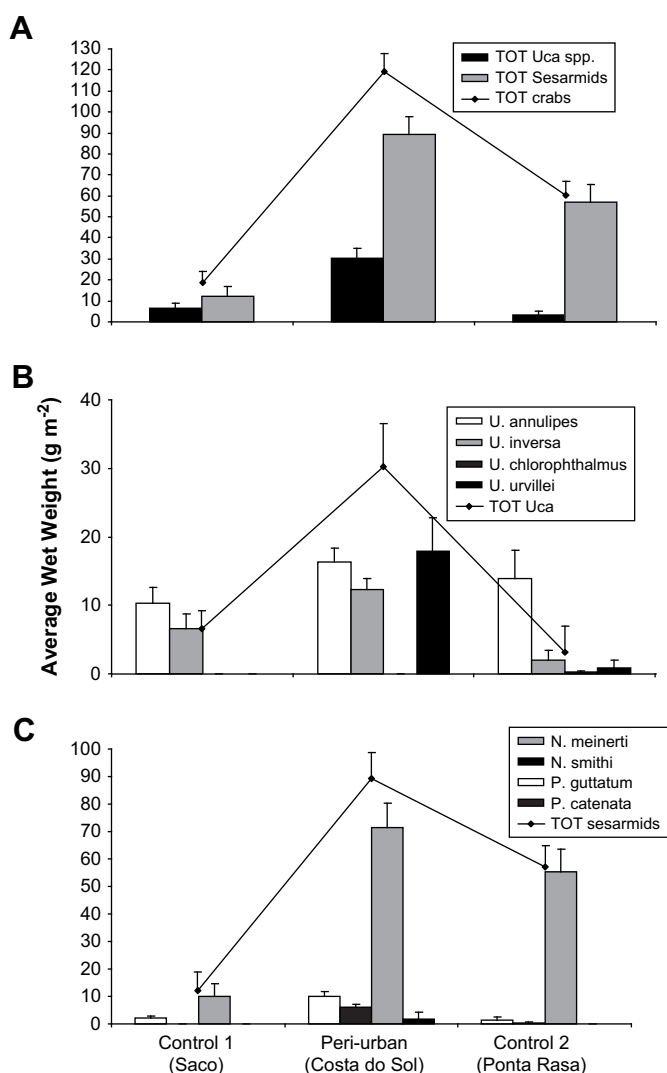 A
130
120
110
100
90
80
70
60
50
40
30
20
10
0
TOT Uca spp.
TOT Sesarmids
TOT crabs
B
Average Wet Weight (g m-2)
40
30
20
10
0
U. annulipes
U. inversa
U. chlorophthalmus
U. urvillei
TOT Uca
C
100
90
80
70
60
50
40
30
20
10
0
N. meinerti
N. smithi
P. guttatum
P. catenata
TOT sesarmids
Control 1 Peri-urban Control 2
(Saco) (Costa do Sol) (Ponta Rasa)